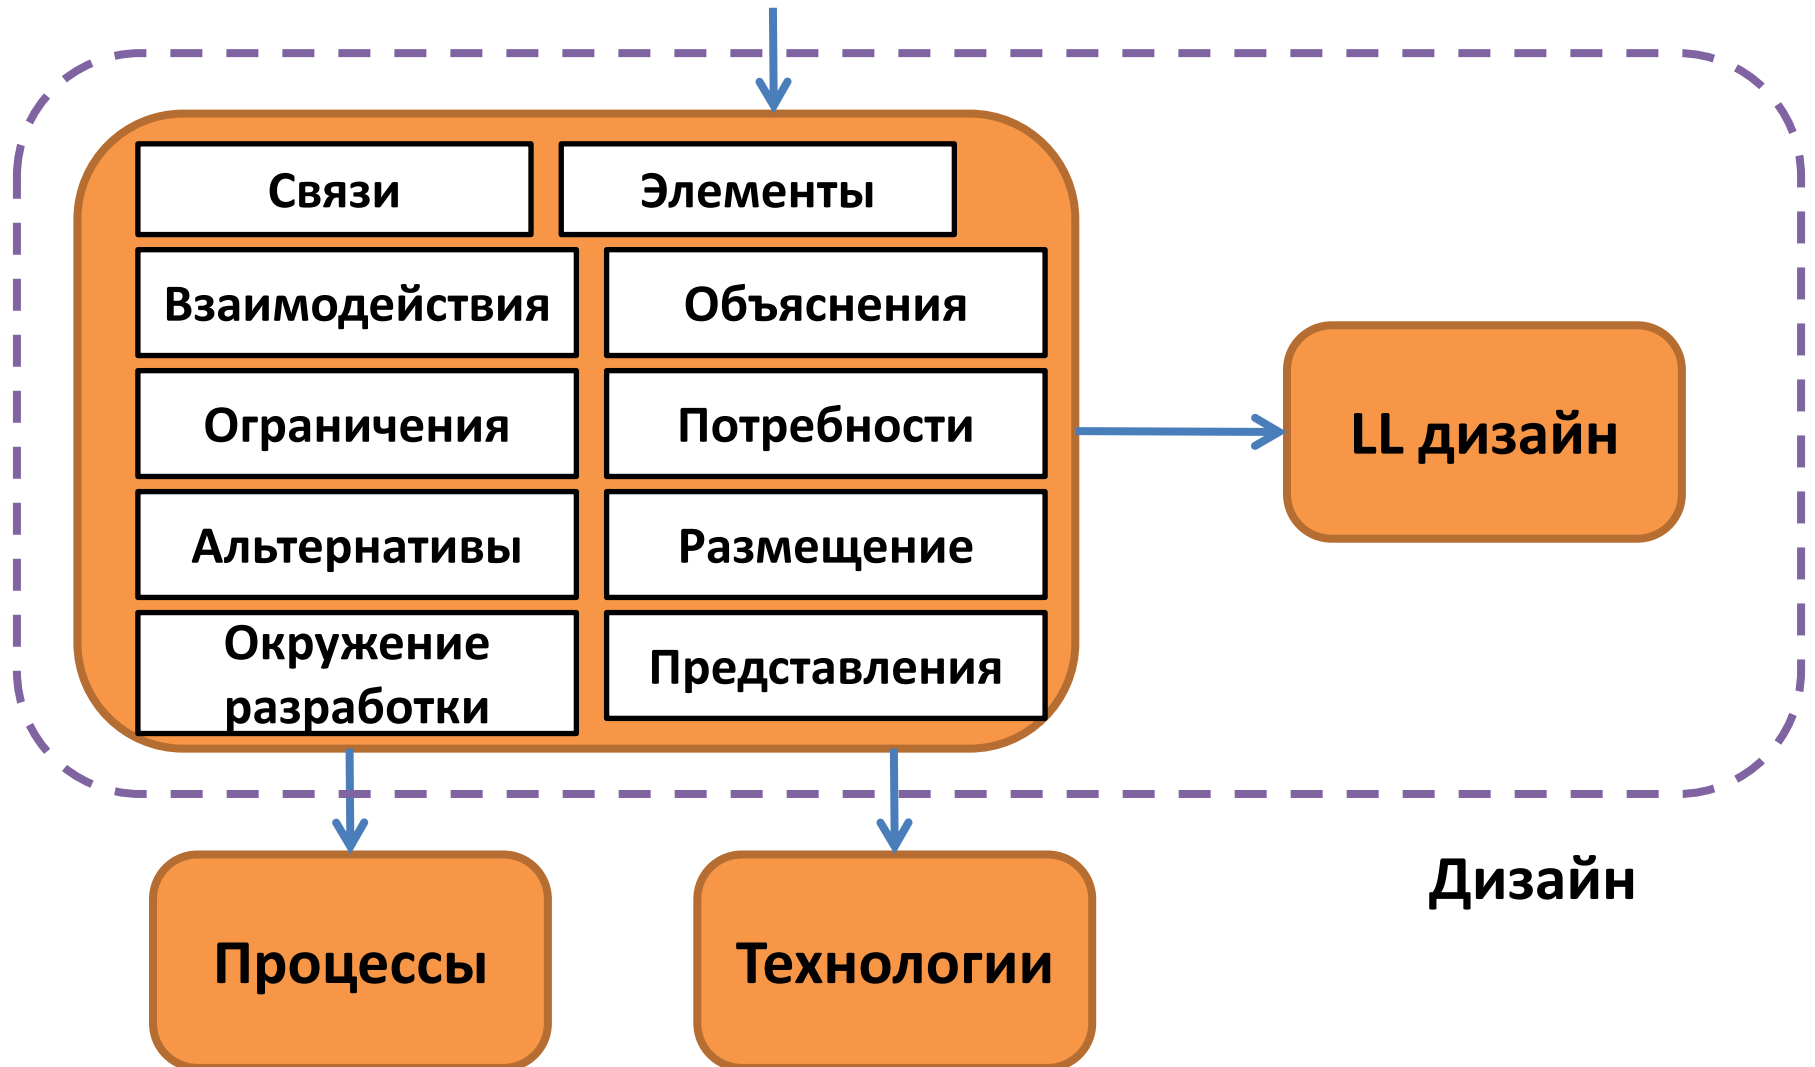 Связи
Элементы
Взаимодействия
Объяснения
Ограничения
Потребности
Альтернативы
Размещение
Окружение
разработки
Представления
LL дизайн
Дизайн
Процессы
Технологии